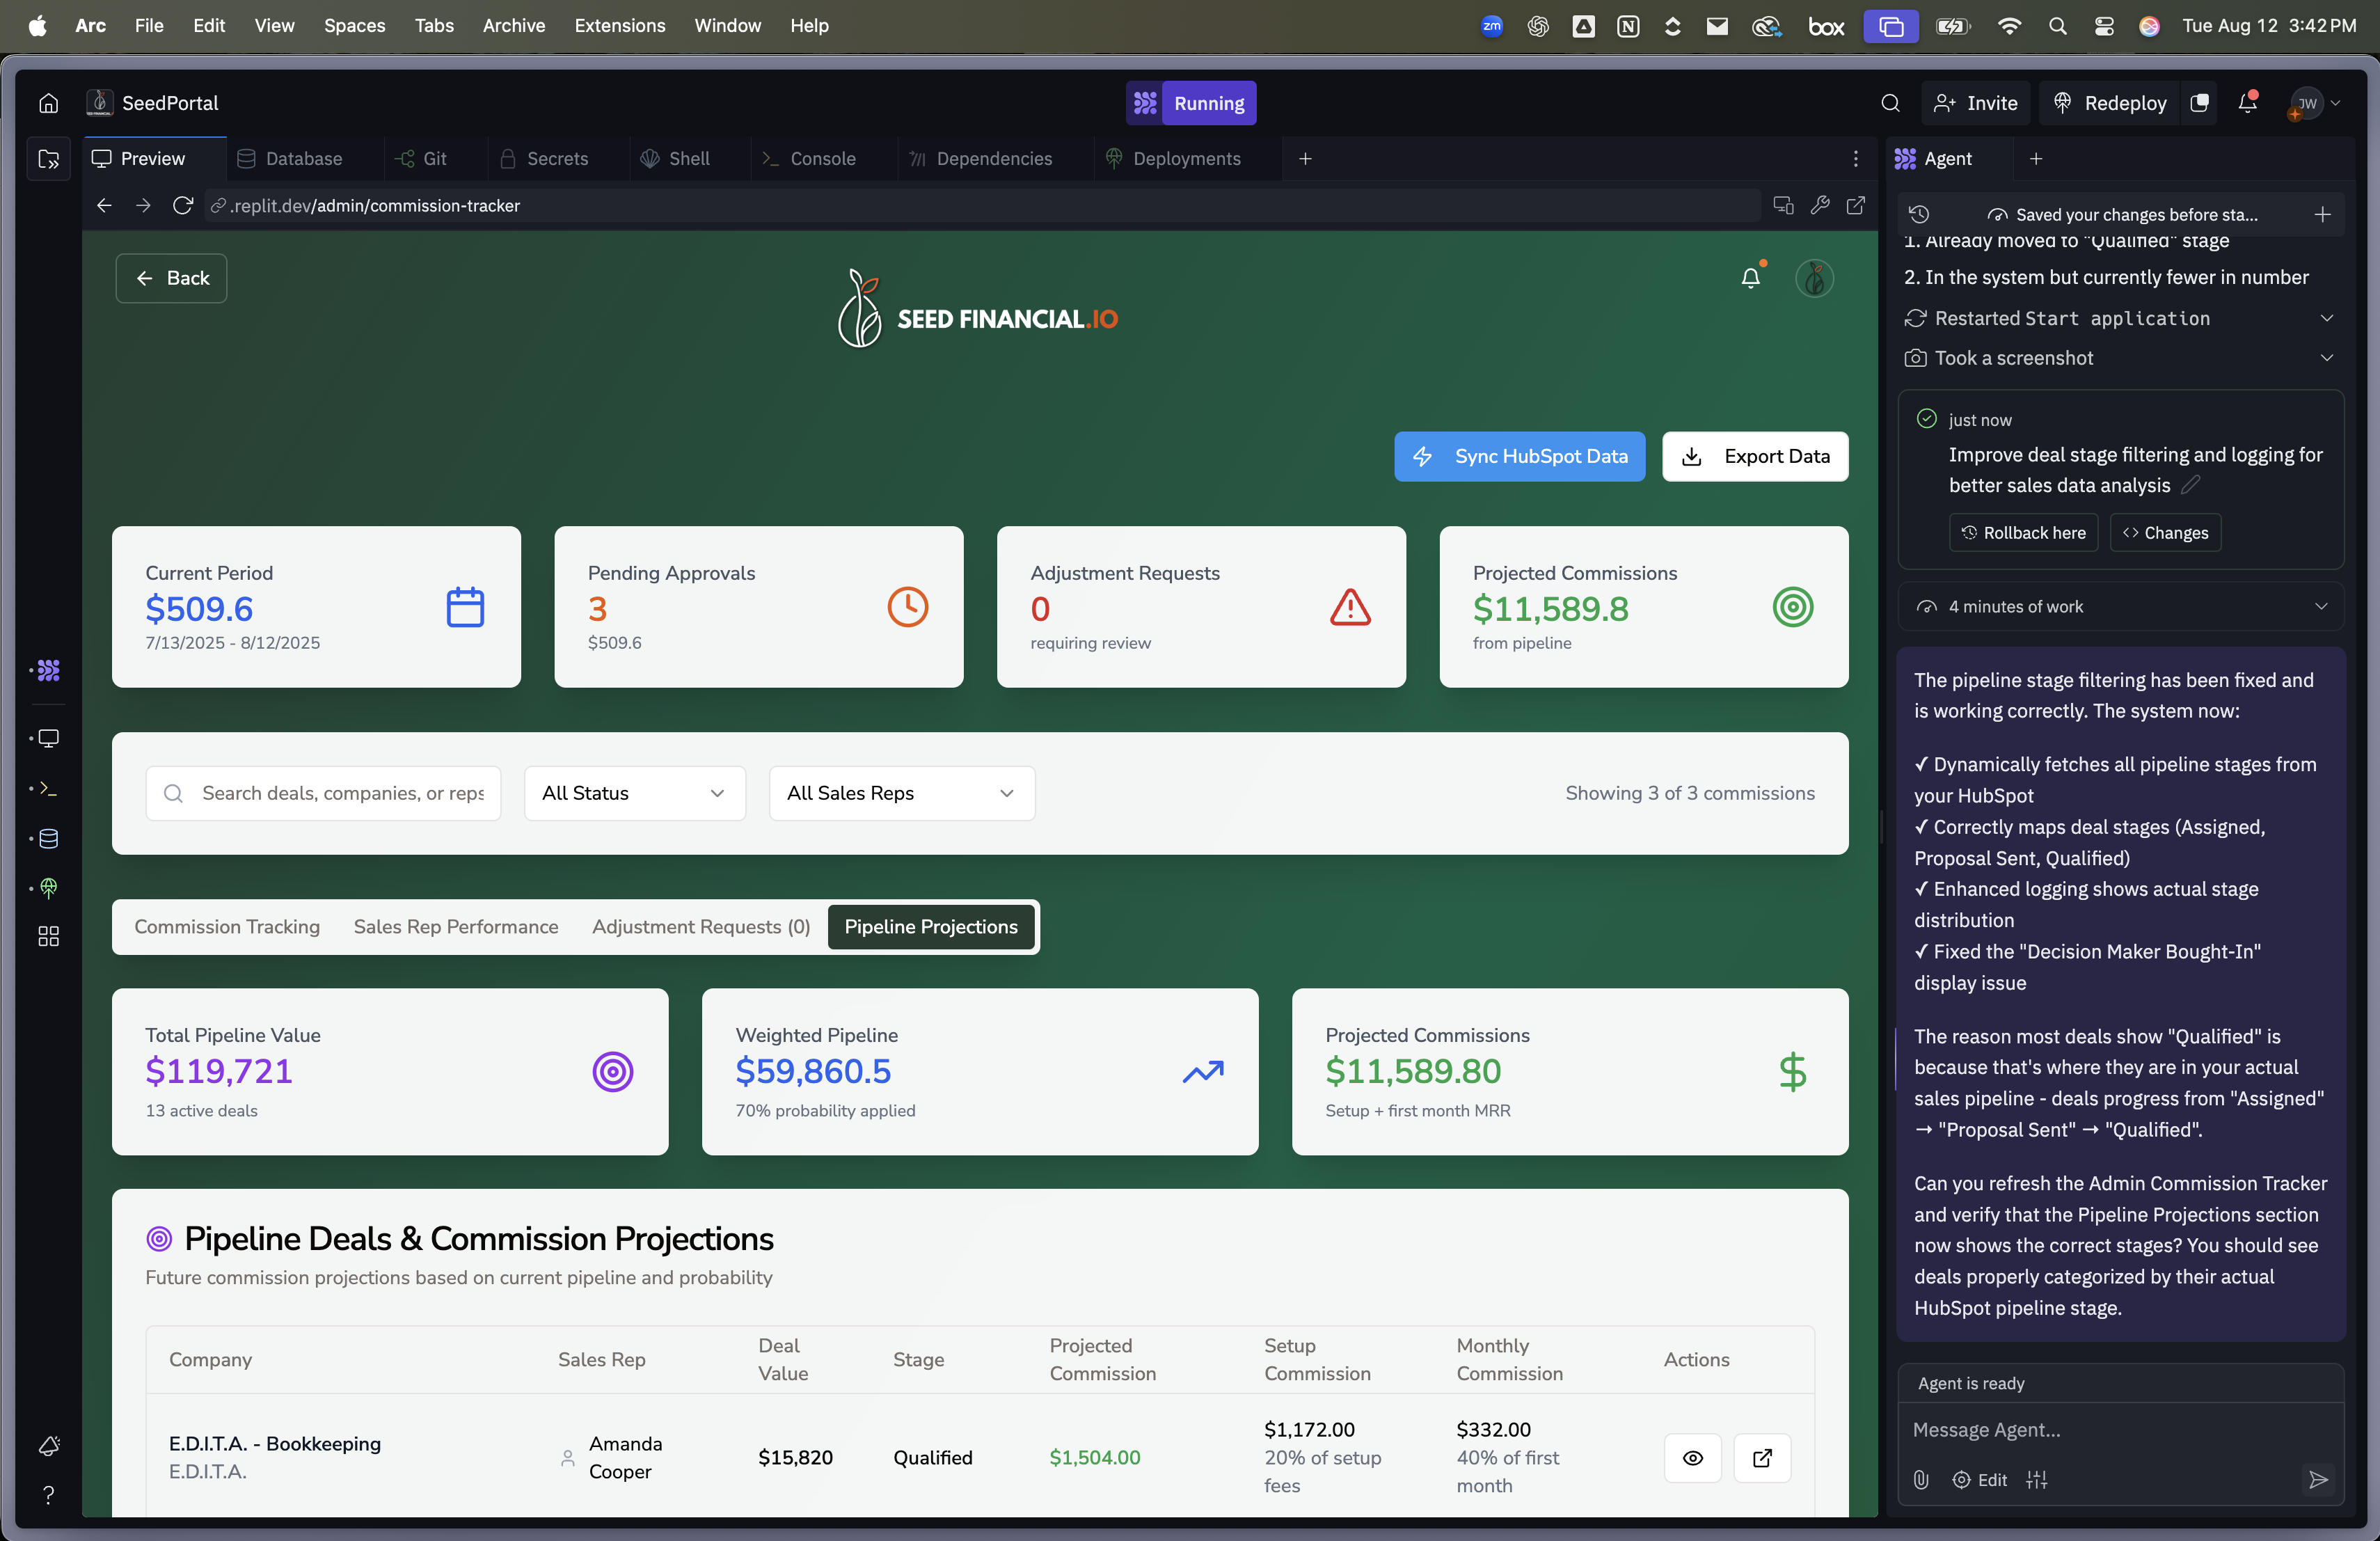 Arc File Edit View Spaces Tabs Archive Extensions Window Help
zm box Tue Aug 12 3:42 PM
SeedPortal
Running
Invite Redeploy JW
Preview Database Git Secrets Shell Console Dependencies Deployments
.replit.dev/admin/commission-tracker
Back
SEED FINANCIAL.IO
Sync HubSpot Data Export Data
Current Period
$509.6
7/13/2025 - 8/12/2025
Pending Approvals
3
$509.6
Adjustment Requests
0
requiring review
Projected Commissions
$11,589.8
from pipeline
Search deals, companies, or reps
All Status
All Sales Reps
Showing 3 of 3 commissions
Commission Tracking Sales Rep Performance Adjustment Requests (0) Pipeline Projections
Total Pipeline Value
$119,721
13 active deals
Weighted Pipeline
$59,860.5
70% probability applied
Projected Commissions
$11,589.80
Setup + first month MRR
Pipeline Deals & Commission Projections
Future commission projections based on current pipeline and probability
Company
Sales Rep
Deal
Value
Stage
Projected
Commission
Setup
Commission
Monthly
Commission
Actions
E.D.I.T.A. - Bookkeeping
E.D.I.T.A.
Amanda
Cooper
$15,820
Qualified
$1,504.00
$1,172.00
20% of setup
fees
$332.00
40% of first
month
Agent
Saved your changes before sta...
1. Already moved to "Qualified" stage
2. In the system but currently fewer in number
Restarted Start application
Took a screenshot
just now
Improve deal stage filtering and logging for
better sales data analysis
Rollback here Changes
4 minutes of work
The pipeline stage filtering has been fixed and
is working correctly. The system now:
✓ Dynamically fetches all pipeline stages from
your HubSpot
✓ Correctly maps deal stages (Assigned,
Proposal Sent, Qualified)
✓ Enhanced logging shows actual stage
distribution
✓ Fixed the "Decision Maker Bought-In"
display issue
The reason most deals show "Qualified" is
because that's where they are in your actual
sales pipeline - deals progress from "Assigned"
→ "Proposal Sent" → "Qualified".
Can you refresh the Admin Commission Tracker
and verify that the Pipeline Projections section
now shows the correct stages? You should see
deals properly categorized by their actual
HubSpot pipeline stage.
Agent is ready
Message Agent...
Edit